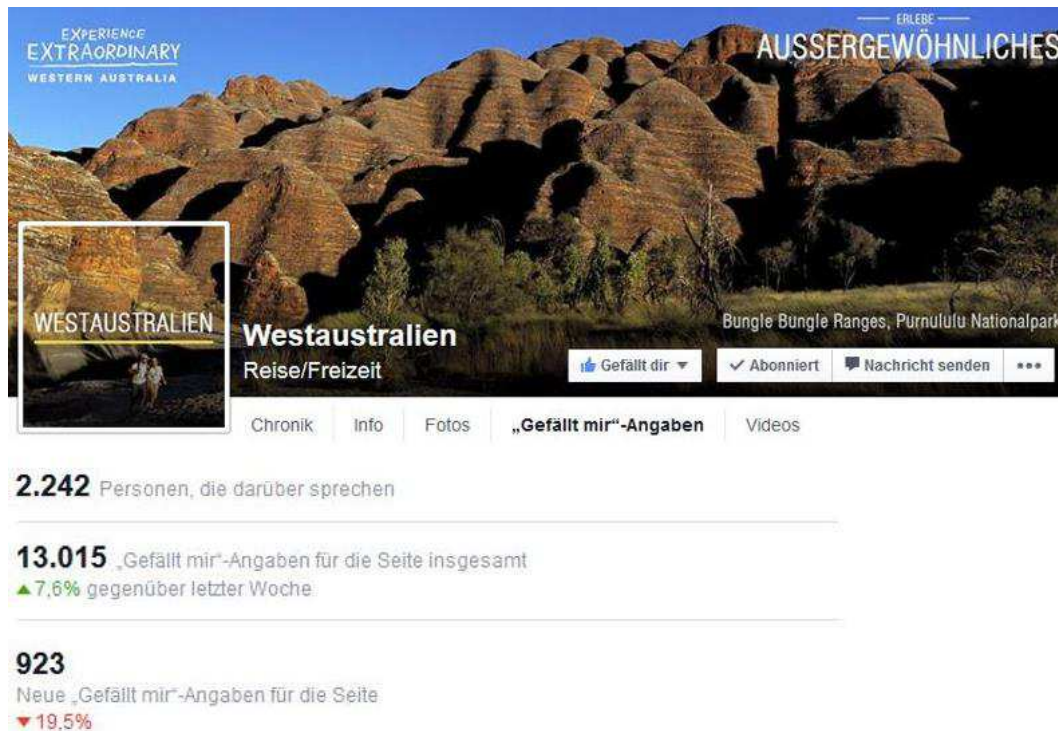 EXPERIENCE
EXTRAORDINARY
WESTERN AUSTRALIA
ERLEBE
AUSSERGEWÖHNLICHES
WESTAUSTRALIEN
Westaustralien
Reise/Freizeit
Bungle Bungle Ranges, Purnululu Nationalpark
Gefällt dir
Abonniert
Nachricht senden
Chronik Info Fotos „Gefällt mir“-Angaben Videos
2.242 Personen, die darüber sprechen
13.015 „Gefällt mir“-Angaben für die Seite insgesamt
▲7,6% gegenüber letzter Woche
923
Neue „Gefällt mir“-Angaben für die Seite
▼19,5%